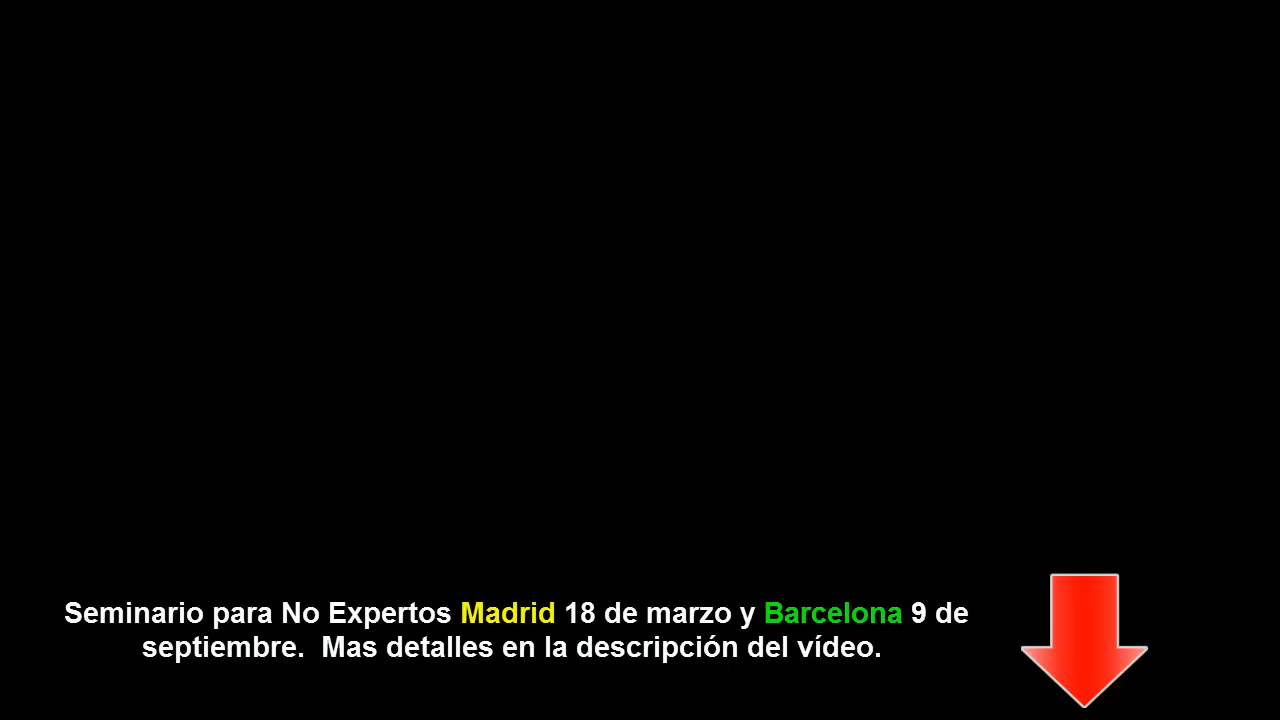 Seminario para No Expertos Madrid 18 de marzo y Barcelona 9 de
septiembre.  Mas detalles en la descripción del vídeo.